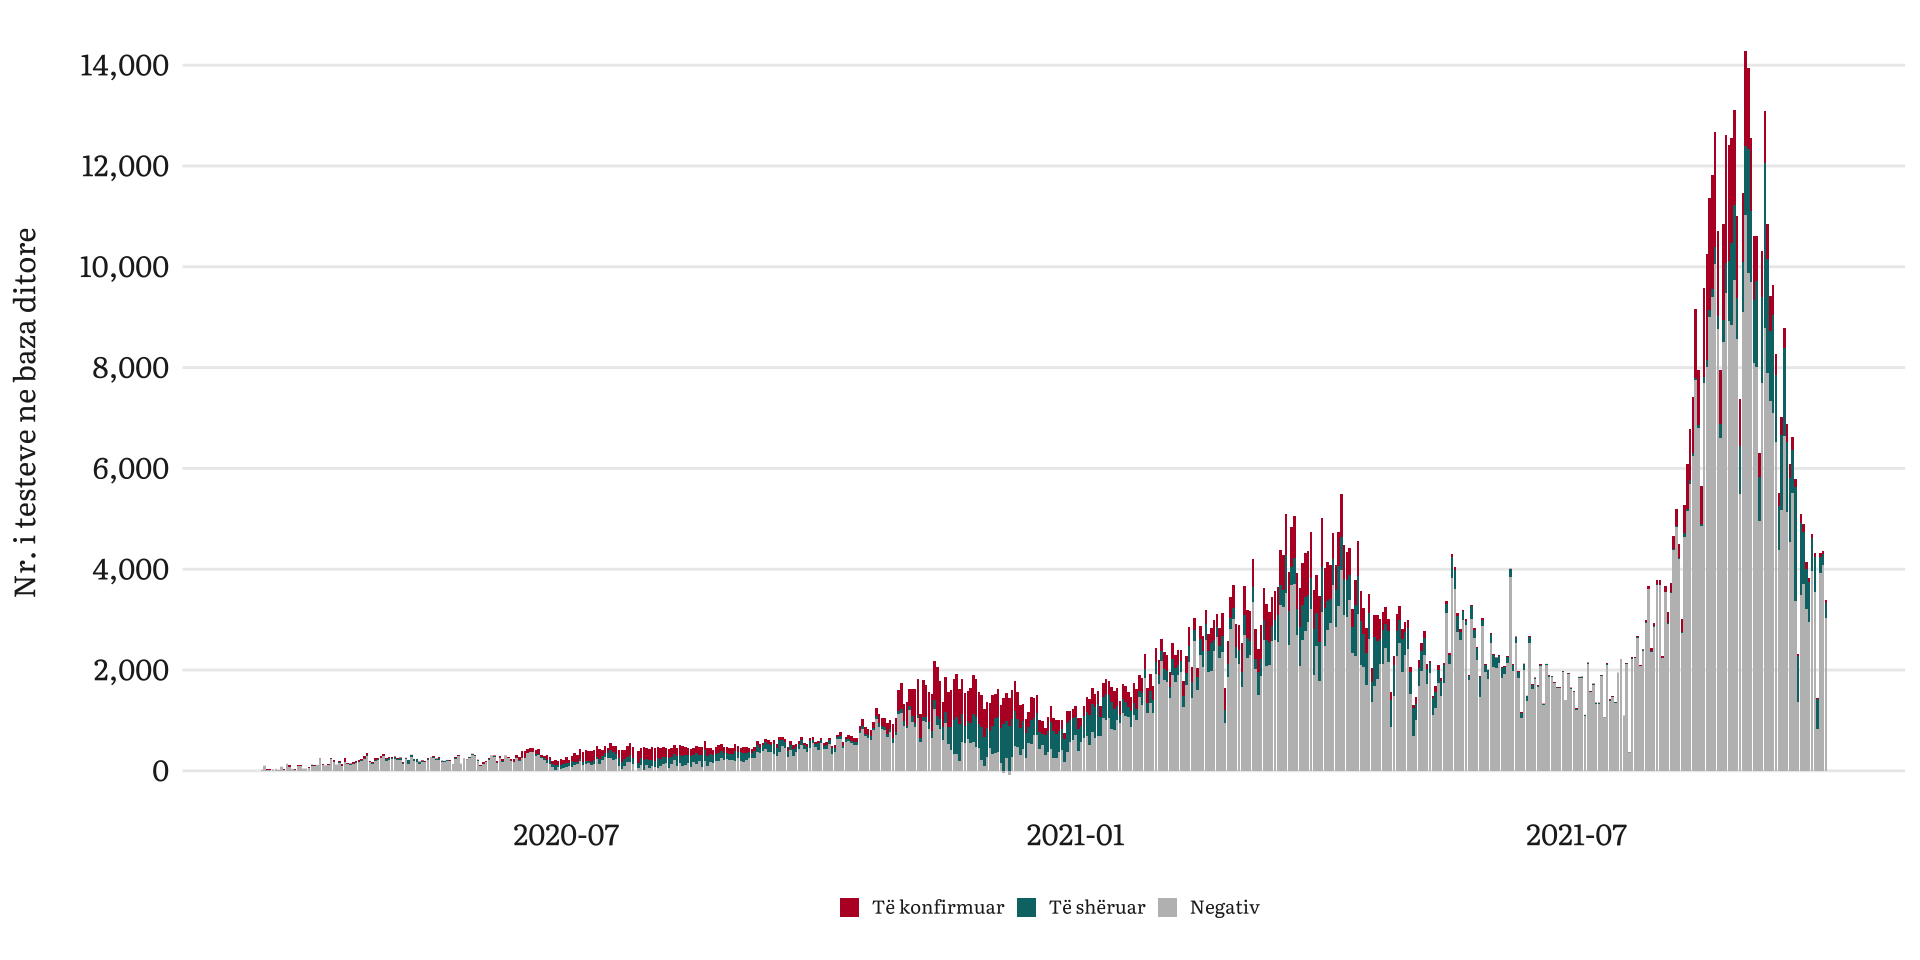 Nr. i testeve ne baza ditore
14,000
12,000
10,000
8,000
6,000
4,000
2,000
0
2020-07 2021-01 2021-07
Të konfirmuar Të shëruar Negativ